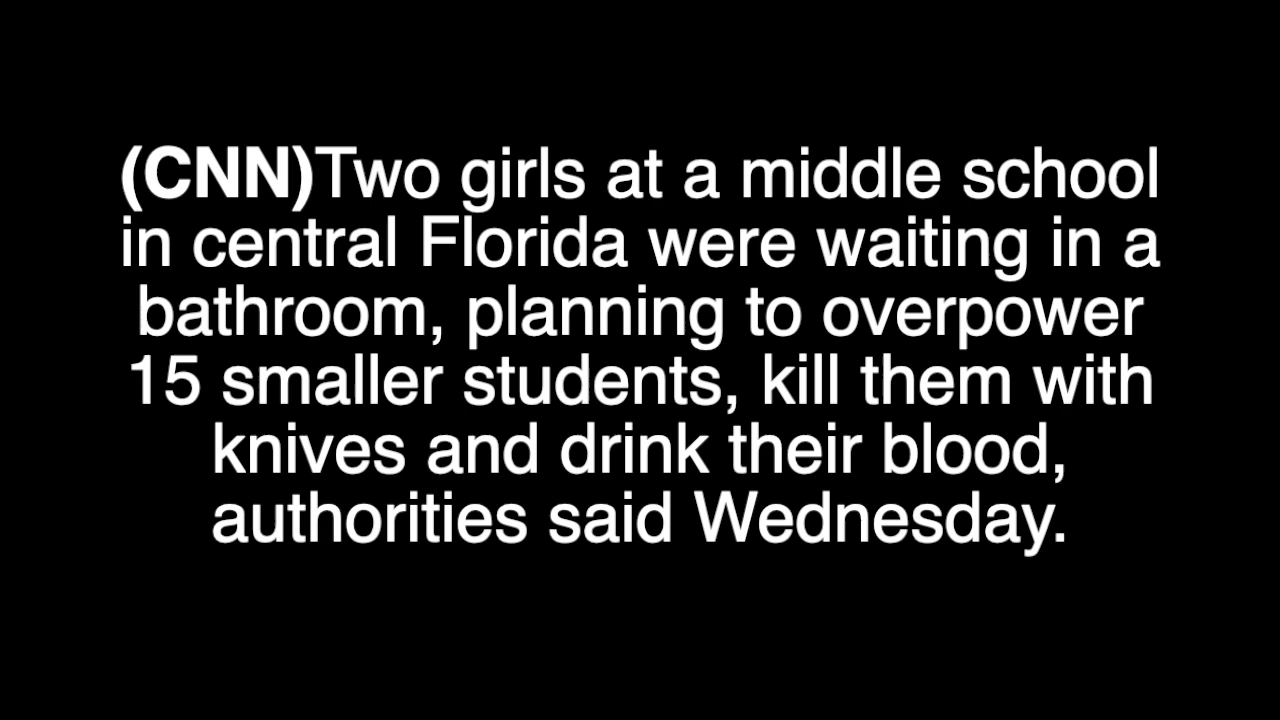 (CNN)Two girls at a middle school
in central Florida were waiting in a
bathroom, planning to overpower
15 smaller students, kill them with
knives and drink their blood,
authorities said Wednesday.